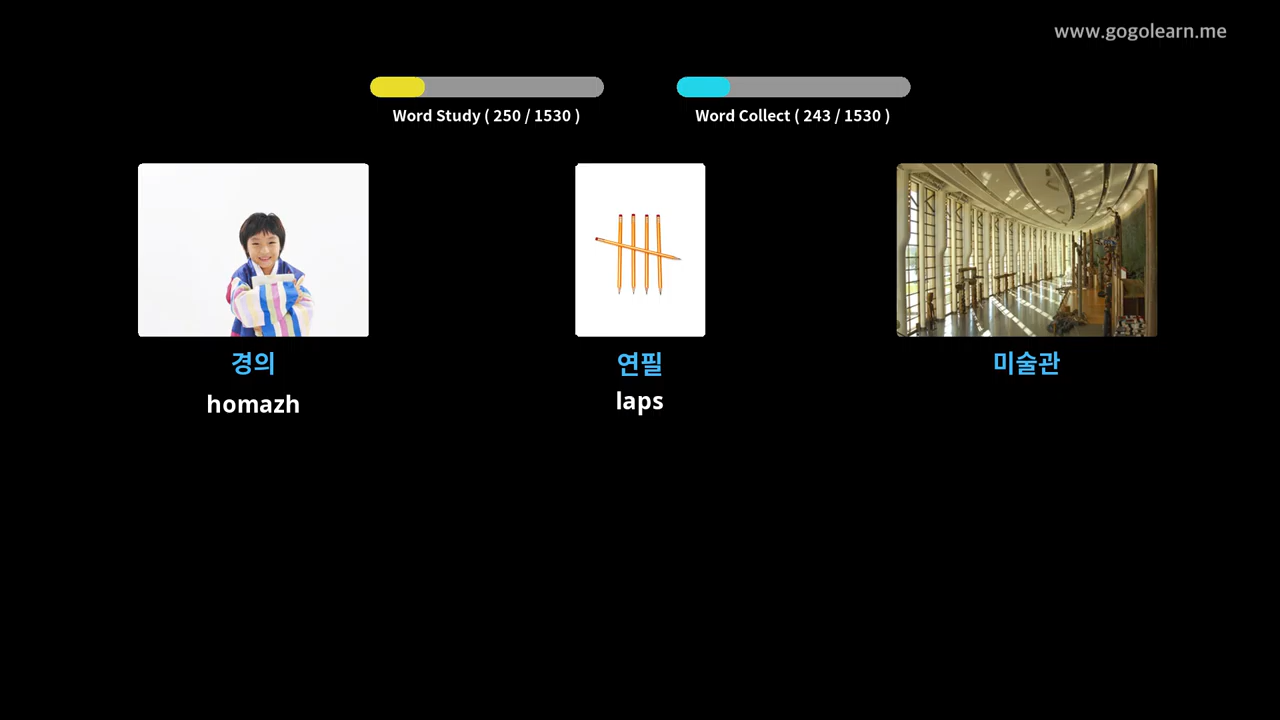 www.gogolearn.me
Word Study ( 250 / 1530 )
Word Collect ( 243 / 1530 )
경의
연필
미술관
homazh
laps